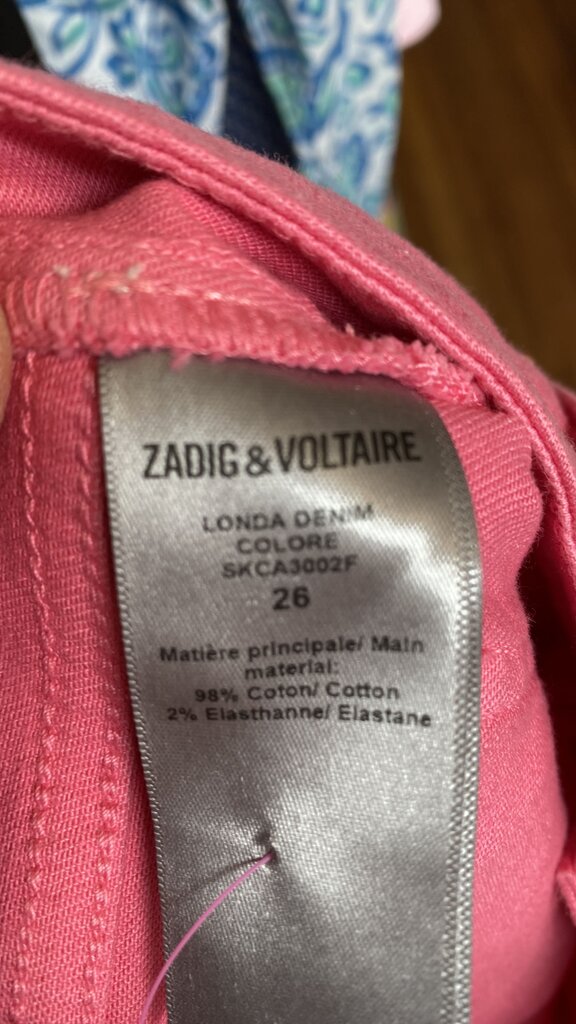 ZADIG & VOLTAIRE
LONDA DENIM
COLORE
SKCA3002F
26
Matière principale/ Main
material:
98% Coton/ Cotton
2% Elasthanne/ Elastane